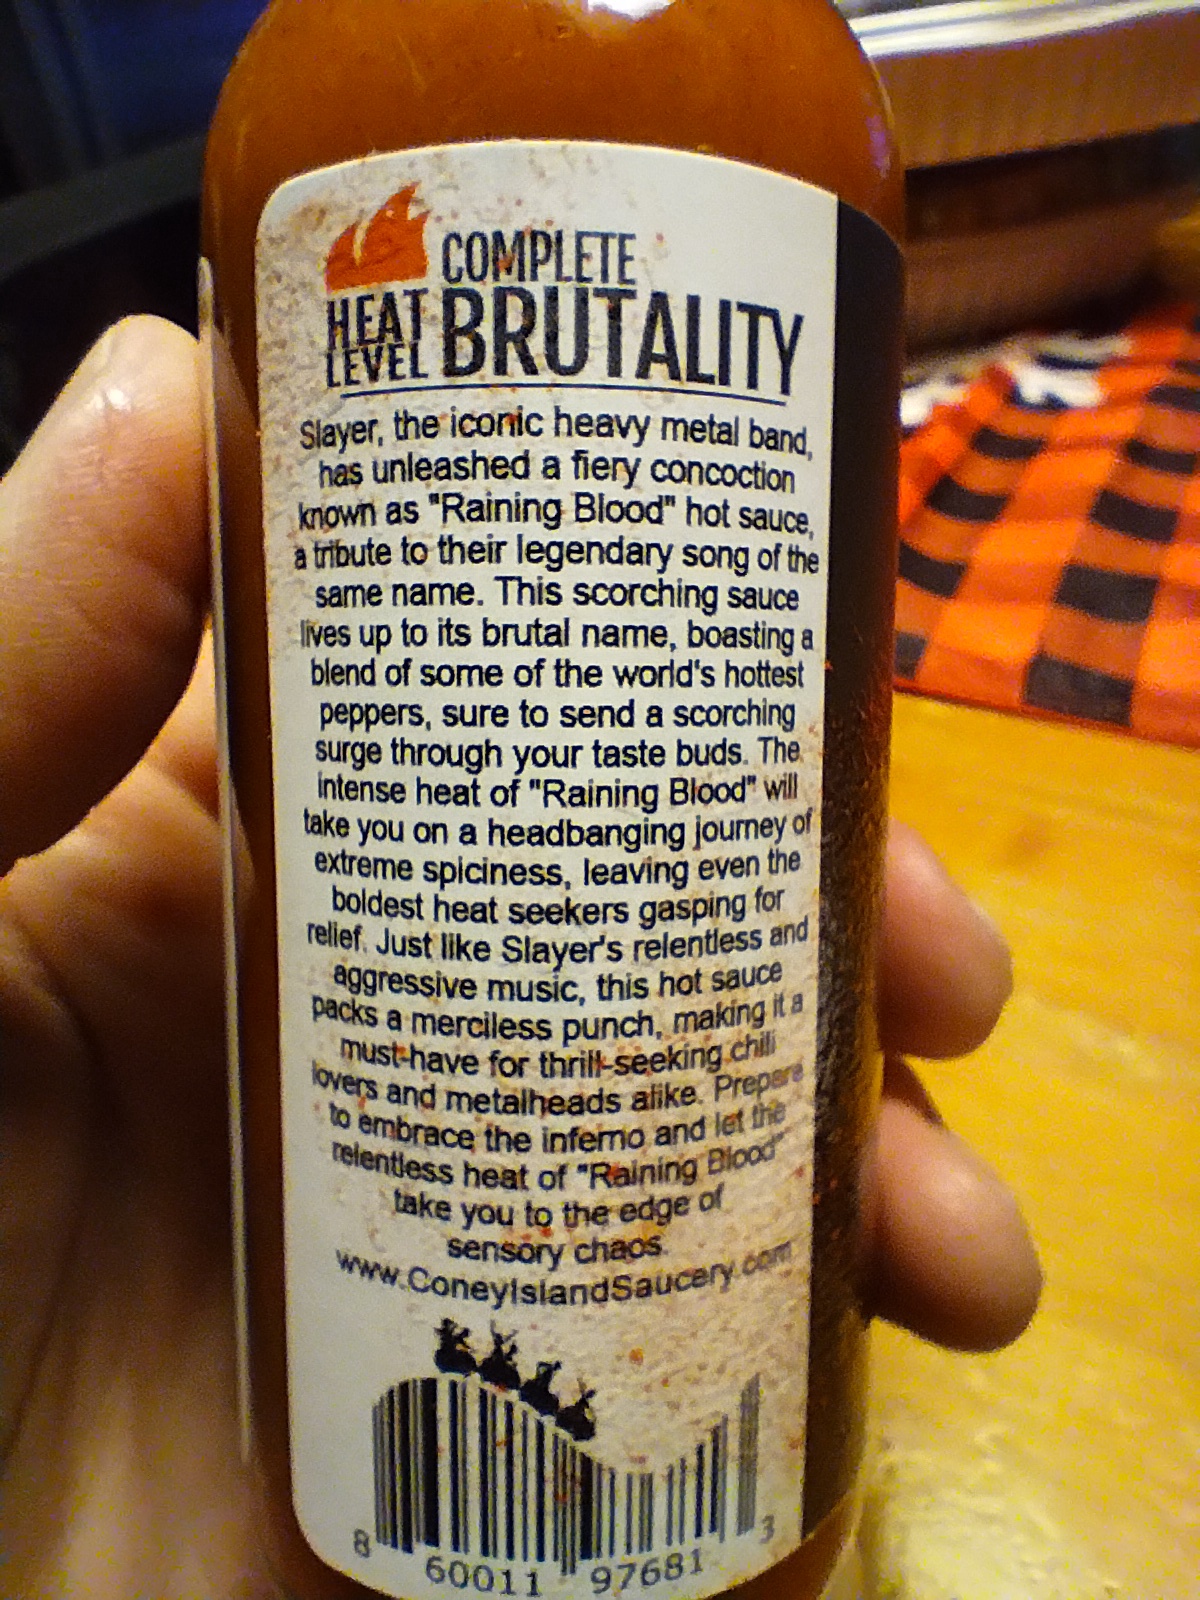 COMPLETE
HEAT LEVEL BRUTALITY
Slayer, the iconic heavy metal band,
has unleashed a fiery concoction
known as "Raining Blood" hot sauce,
a tribute to their legendary song of the
same name. This scorching sauce
lives up to its brutal name, boasting a
blend of some of the world's hottest
peppers, sure to send a scorching
surge through your taste buds. The
intense heat of "Raining Blood" will
take you on a headbanging journey of
extreme spiciness, leaving even the
boldest heat seekers gasping for
relief. Just like Slayer's relentless and
aggressive music, this hot sauce
packs a merciless punch, making it a
must-have for thrill-seeking chili
lovers and metalheads alike. Prepare
to embrace the inferno and let the
relentless heat of "Raining Blood"
take you to the edge of
sensory chaos.
www.ConeyIslandSaucery.com
8 60011 97681 3